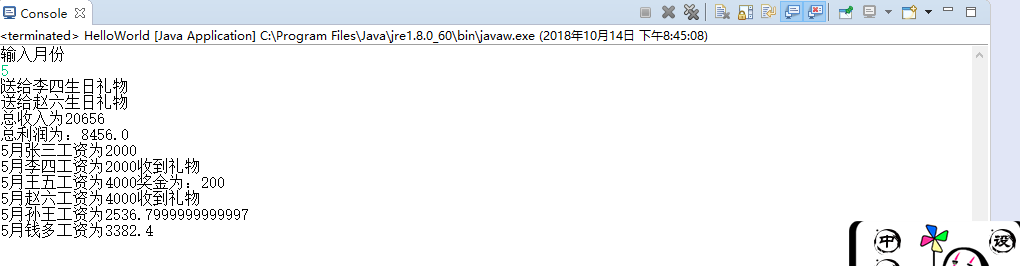 Console
<terminated> HelloWorld [Java Application] C:\Program Files\Java\jre1.8.0_60\bin\javaw.exe (2018年10月14日 下午8:45:08)
输入月份
5
送给李四生日礼物
送给赵六生日礼物
总收入为20656
总利润为：8456.0
5月张三工资为2000
5月李四工资为2000收到礼物
5月王五工资为4000奖金为：200
5月赵六工资为4000收到礼物
5月孙王工资为2536.7999999999997
5月钱多工资为3382.4
中
设